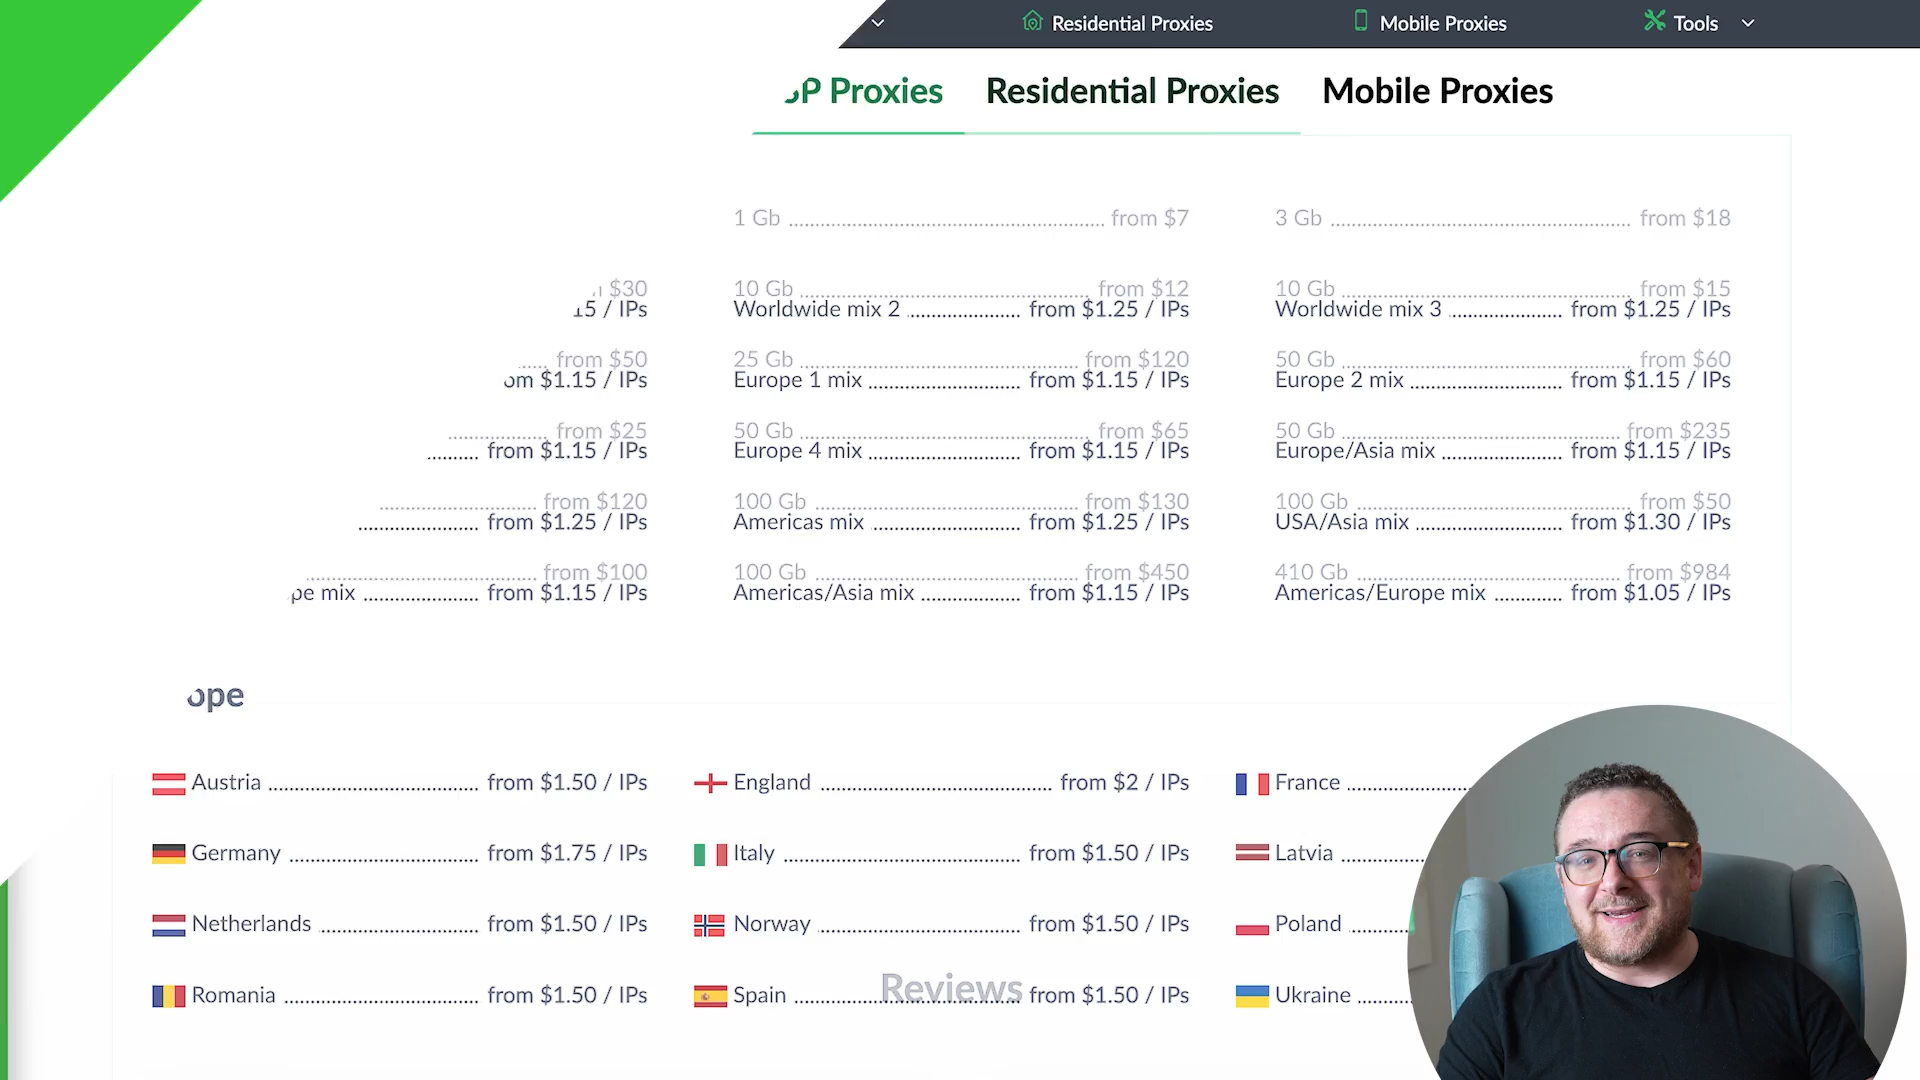 Residential Proxies Mobile Proxies Tools
P Proxies Residential Proxies Mobile Proxies
1 Gb from $7 3 Gb from $18
$30 10 Gb from $12 10 Gb from $15
15 / IPs Worldwide mix 2 from $1.25 / IPs Worldwide mix 3 from $1.25 / IPs
from $50 25 Gb from $120 50 Gb from $60
om $1.15 / IPs Europe 1 mix from $1.15 / IPs Europe 2 mix from $1.15 / IPs
from $25 50 Gb from $65 50 Gb from $235
from $1.15 / IPs Europe 4 mix from $1.15 / IPs Europe/Asia mix from $1.15 / IPs
from $120 100 Gb from $130 100 Gb from $50
from $1.25 / IPs Americas mix from $1.25 / IPs USA/Asia mix from $1.30 / IPs
from $100 100 Gb from $450 410 Gb from $984
pe mix from $1.15 / IPs Americas/Asia mix from $1.15 / IPs Americas/Europe mix from $1.05 / IPs
ope
Austria from $1.50 / IPs England from $2 / IPs France
Germany from $1.75 / IPs Italy from $1.50 / IPs Latvia
Netherlands from $1.50 / IPs Norway from $1.50 / IPs Poland
Reviews
Romania from $1.50 / IPs Spain from $1.50 / IPs Ukraine